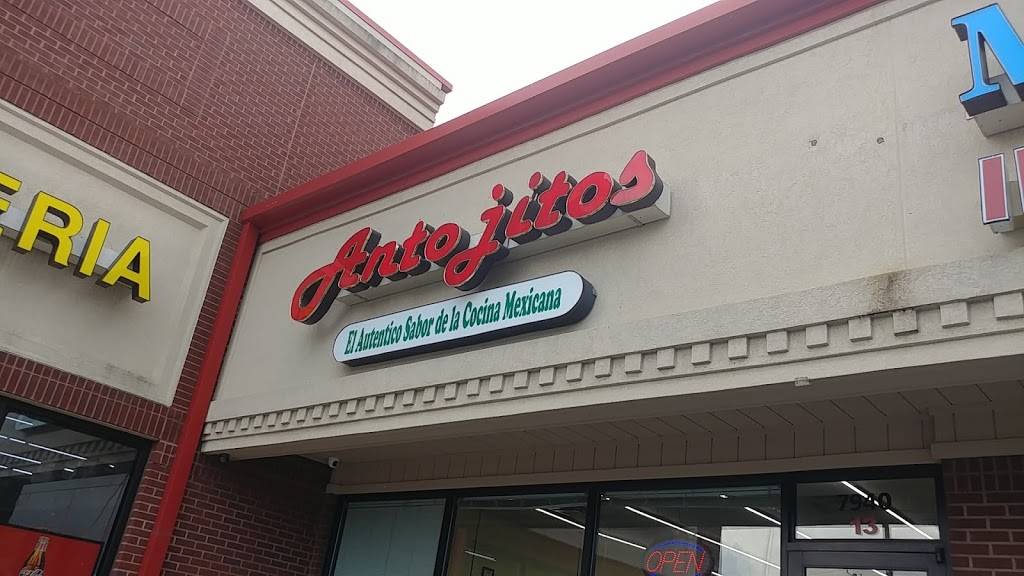 ERIA
Antojitos
El Autentico Sabor de la Cocina Mexicana
OPEN
7940
13